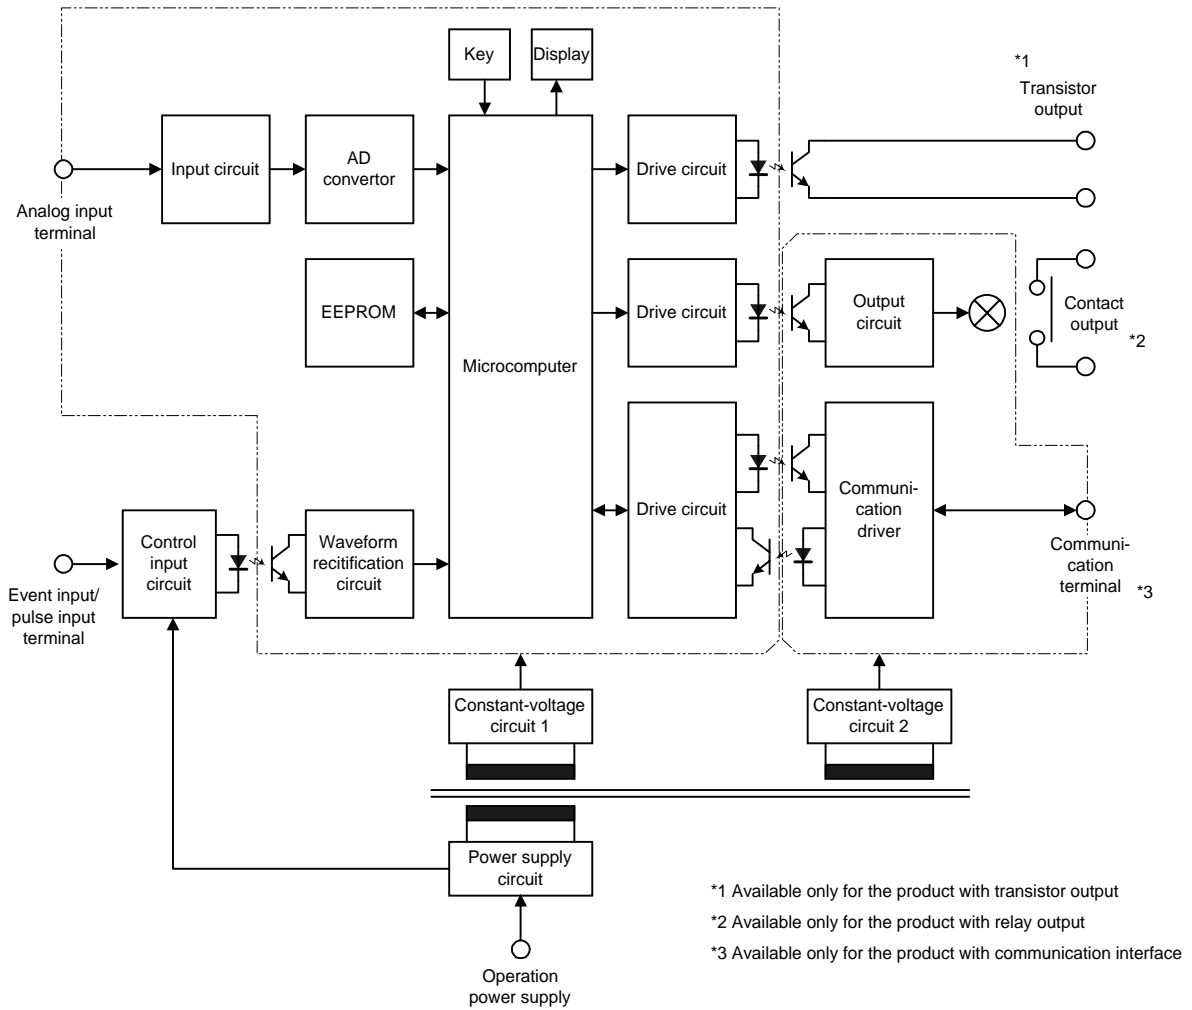 Key
Display
*1
Transistor
output
Input circuit
AD
convertor
Drive circuit
Analog input
terminal
EEPROM
Drive circuit
Output
circuit
Contact
output
*2
Microcomputer
Control
input
circuit
Waveform
rectification
circuit
Drive circuit
Communi-
cation
driver
Communi-
cation
terminal
*3
Event input/
pulse input
terminal
Constant-voltage
circuit 1
Constant-voltage
circuit 2
Power supply
circuit
Operation
power supply
*1 Available only for the product with transistor output
*2 Available only for the product with relay output
*3 Available only for the product with communication interface